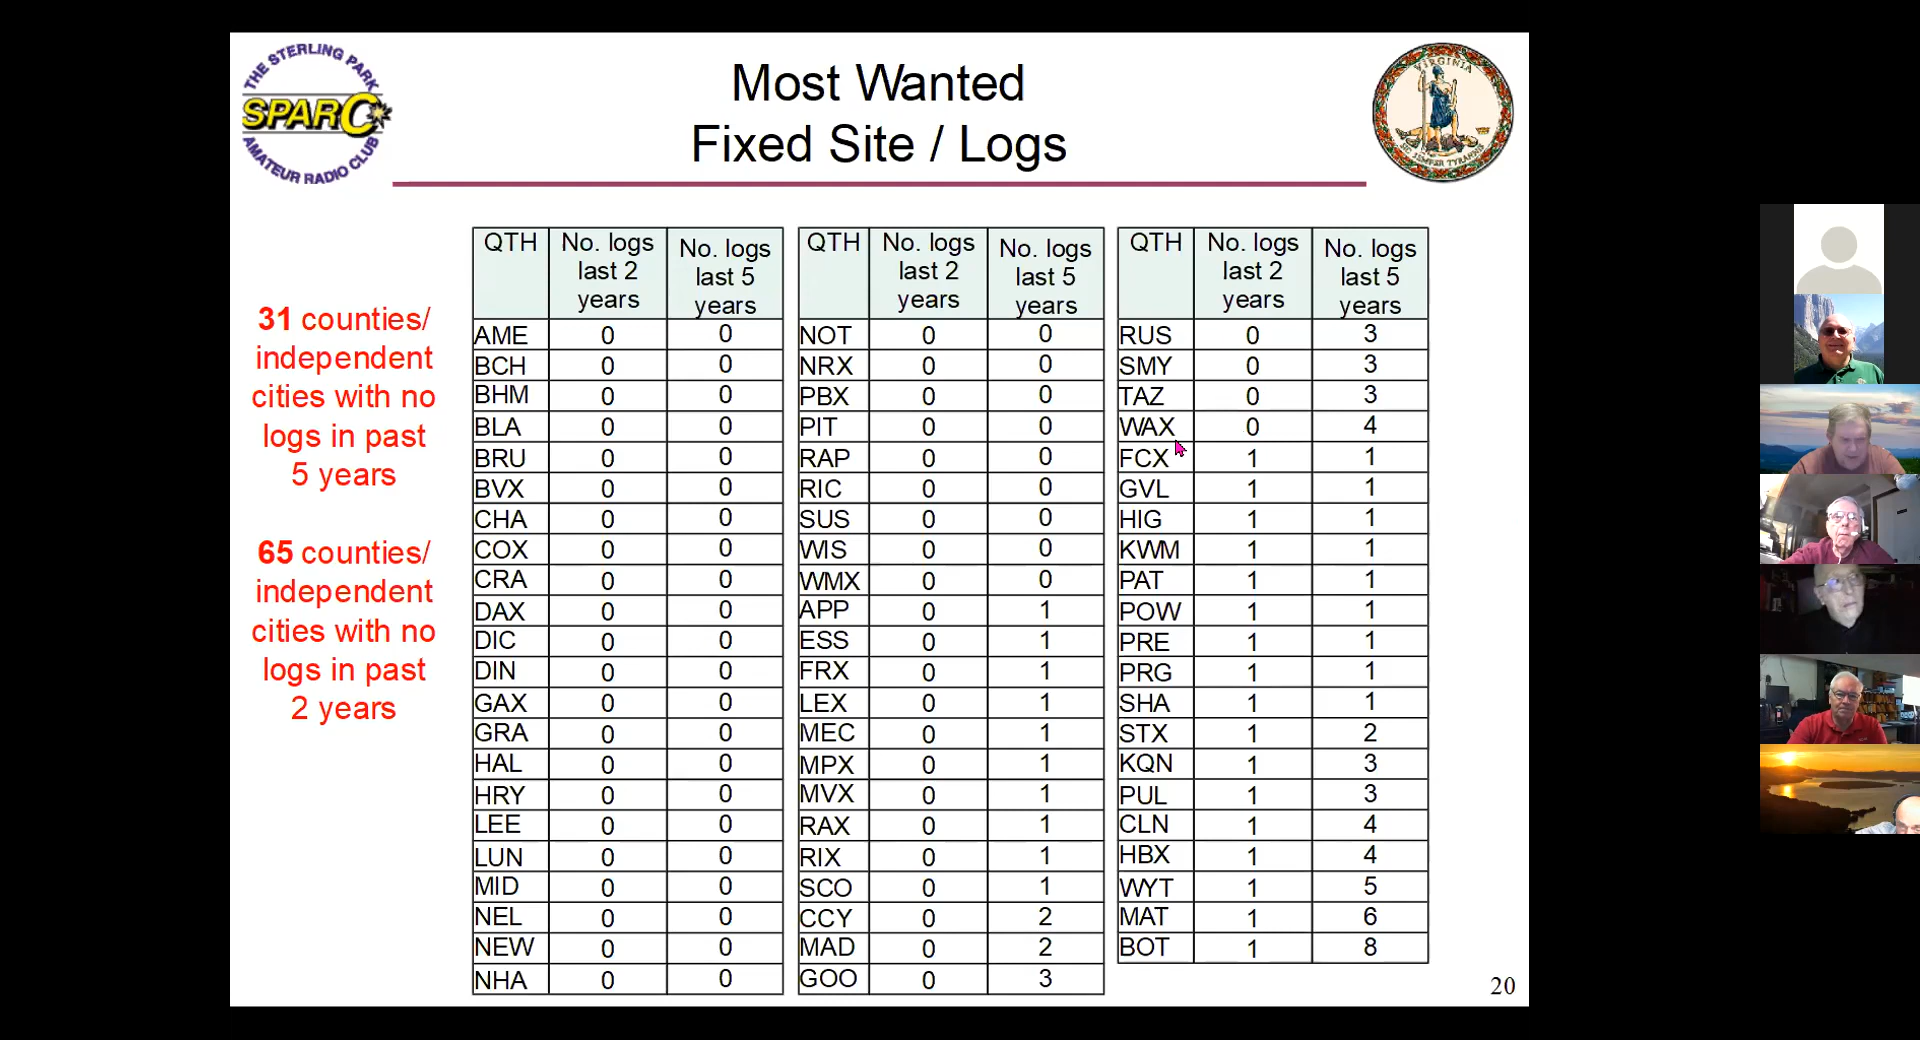 THE STERLING PARK
SPARC
AMATEUR RADIO CLUB
Most Wanted
Fixed Site / Logs
VIRGINIA
SIC SEMPER TYRANNIS
31 counties/
independent
cities with no
logs in past
5 years
65 counties/
independent
cities with no
logs in past
2 years
QTH No. logs last 2 years No. logs last 5 years
AME 0 0
BCH 0 0
BHM 0 0
BLA 0 0
BRU 0 0
BVX 0 0
CHA 0 0
COX 0 0
CRA 0 0
DAX 0 0
DIC 0 0
DIN 0 0
GAX 0 0
GRA 0 0
HAL 0 0
HRY 0 0
LEE 0 0
LUN 0 0
MID 0 0
NEL 0 0
NEW 0 0
NHA 0 0
QTH No. logs last 2 years No. logs last 5 years
NOT 0 0
NRX 0 0
PBX 0 0
PIT 0 0
RAP 0 0
RIC 0 0
SUS 0 0
WIS 0 0
WMX 0 0
APP 0 1
ESS 0 1
FRX 0 1
LEX 0 1
MEC 0 1
MPX 0 1
MVX 0 1
RAX 0 1
RIX 0 1
SCO 0 1
CCY 0 2
MAD 0 2
GOO 0 3
QTH No. logs last 2 years No. logs last 5 years
RUS 0 3
SMY 0 3
TAZ 0 3
WAX 0 4
FCX 1 1
GVL 1 1
HIG 1 1
KWM 1 1
PAT 1 1
POW 1 1
PRE 1 1
PRG 1 1
SHA 1 1
STX 1 2
KQN 1 3
PUL 1 3
CLN 1 4
HBX 1 4
WYT 1 5
MAT 1 6
BOT 1 8
20